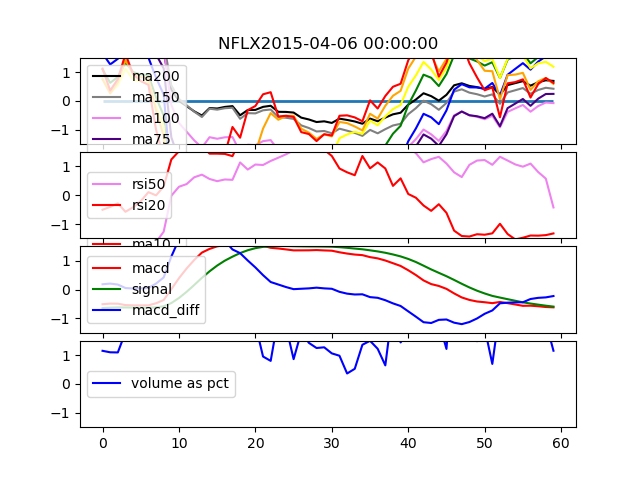 NFLX2015-04-06 00:00:00
1
0
−1
ma200
ma150
ma100
ma75
1
0
−1
rsi50
rsi20
ma10
1
0
−1
macd
signal
macd_diff
1
0
−1
volume as pct
0 10 20 30 40 50 60